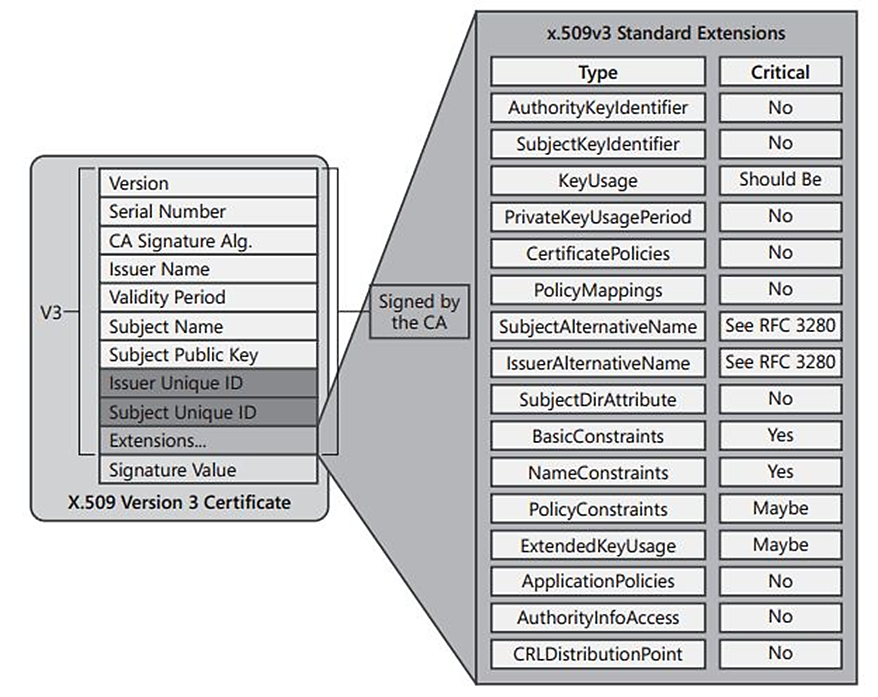 x.509v3 Standard Extensions
Type Critical
AuthorityKeyIdentifier No
SubjectKeyIdentifier No
KeyUsage Should Be
PrivateKeyUsagePeriod No
CertificatePolicies No
PolicyMappings No
SubjectAlternativeName See RFC 3280
IssuerAlternativeName See RFC 3280
SubjectDirAttribute No
BasicConstraints Yes
NameConstraints Yes
PolicyConstraints Maybe
ExtendedKeyUsage Maybe
ApplicationPolicies No
AuthorityInfoAccess No
CRLDistributionPoint No
V3
Version
Serial Number
CA Signature Alg.
Issuer Name
Validity Period
Subject Name
Subject Public Key
Issuer Unique ID
Subject Unique ID
Extensions...
Signature Value
X.509 Version 3 Certificate
Signed by
the CA